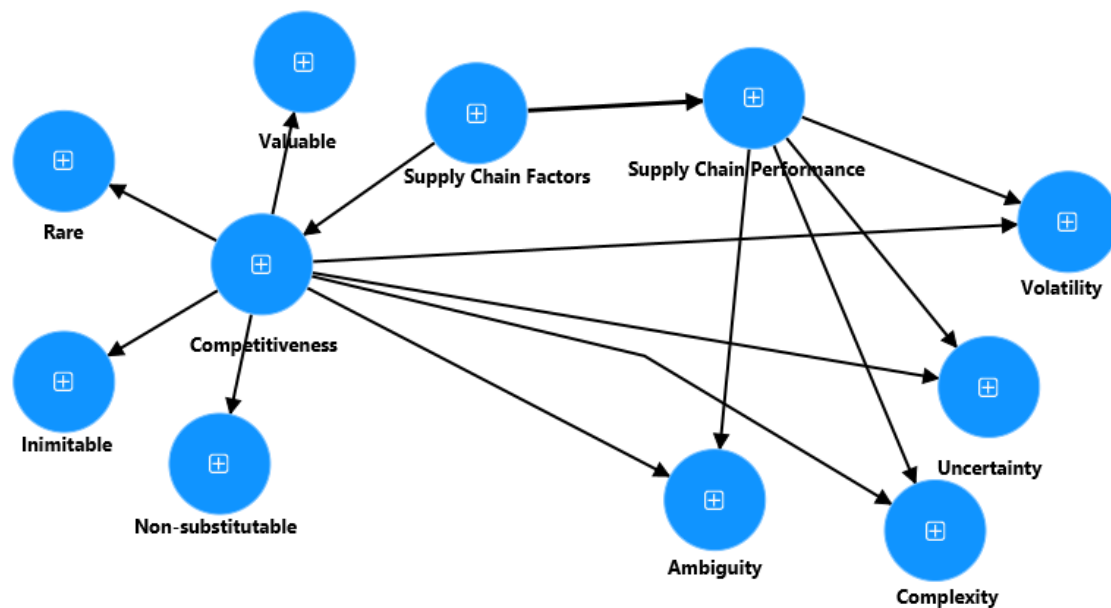 Valuable
Supply Chain Factors
Supply Chain Performance
Rare
Volatility
Competitiveness
Inimitable
Uncertainty
Non-substitutable
Ambiguity
Complexity